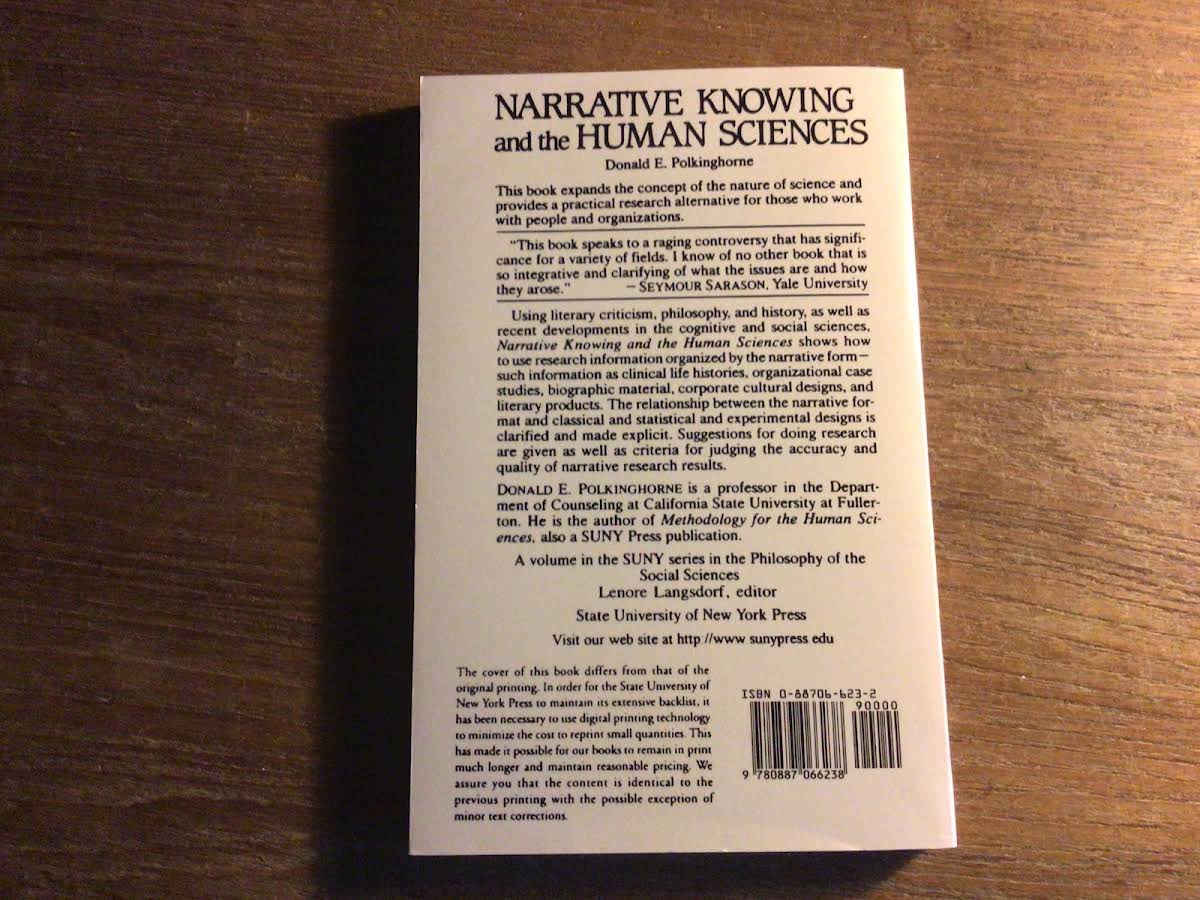 NARRATIVE KNOWING
and the HUMAN SCIENCES
Donald E. Polkinghorne
This book expands the concept of the nature of science and
provides a practical research alternative for those who work
with people and organizations.
"This book speaks to a raging controversy that has signifi-
cance for a variety of fields. I know of no other book that is
so integrative and clarifying of what the issues are and how
they arose." — SEYMOUR SARASON, Yale University
Using literary criticism, philosophy, and history, as well as
recent developments in the cognitive and social sciences,
Narrative Knowing and the Human Sciences shows how
to use research information organized by the narrative form—
such information as clinical life histories, organizational case
studies, biographic material, corporate cultural designs, and
literary products. The relationship between the narrative for-
mat and classical and statistical and experimental designs is
clarified and made explicit. Suggestions for doing research
are given as well as criteria for judging the accuracy and
quality of narrative research results.
DONALD E. POLKINGHORNE is a professor in the Depart-
ment of Counseling at California State University at Fuller-
ton. He is the author of Methodology for the Human Sci-
ences, also a SUNY Press publication.
A volume in the SUNY series in the Philosophy of the
Social Sciences
Lenore Langsdorf, editor
State University of New York Press
Visit our web site at http://www sunypress edu
The cover of this book differs from that of the
original printing. In order for the State University of
New York Press to maintain its extensive backlist, it
has been necessary to use digital printing technology
to minimize the cost to reprint small quantities. This
has made it possible for our books to remain in print
much longer and maintain reasonable pricing. We
assure you that the content is identical to the
previous printing with the possible exception of
minor text corrections.
ISBN 0-88706-623-2
90000
9 780887 066238